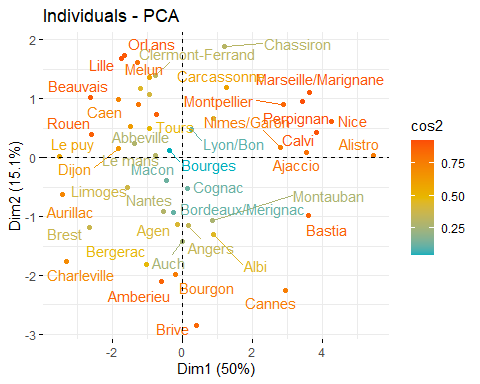 Individuals - PCA
2
1
0
-1
-2
-3
Dim2 (15.1%)
OrLans
Chassiron
Clermont-Ferrand
Lille
Melun
Carcassonne
Marseille/Marignane
Beauvais
Montpellier
Caen
Perpignan
Nice
Rouen
Tours
Nimes/Garon
Abbeville
Lyon/Bon
Calvi
Alistro
Le puy
Le mans
Bourges
Ajaccio
Dijon
Macon
Limoges
Cognac
Montauban
Nantes
Bordeaux/Merignac
Aurillac
Bastia
Brest
Agen
Angers
Bergerac
Auch
Albi
Charleville
Amberieu
Bourgon
Cannes
Brive
-2
0
2
4
Dim1 (50%)
cos2
0.75
0.50
0.25